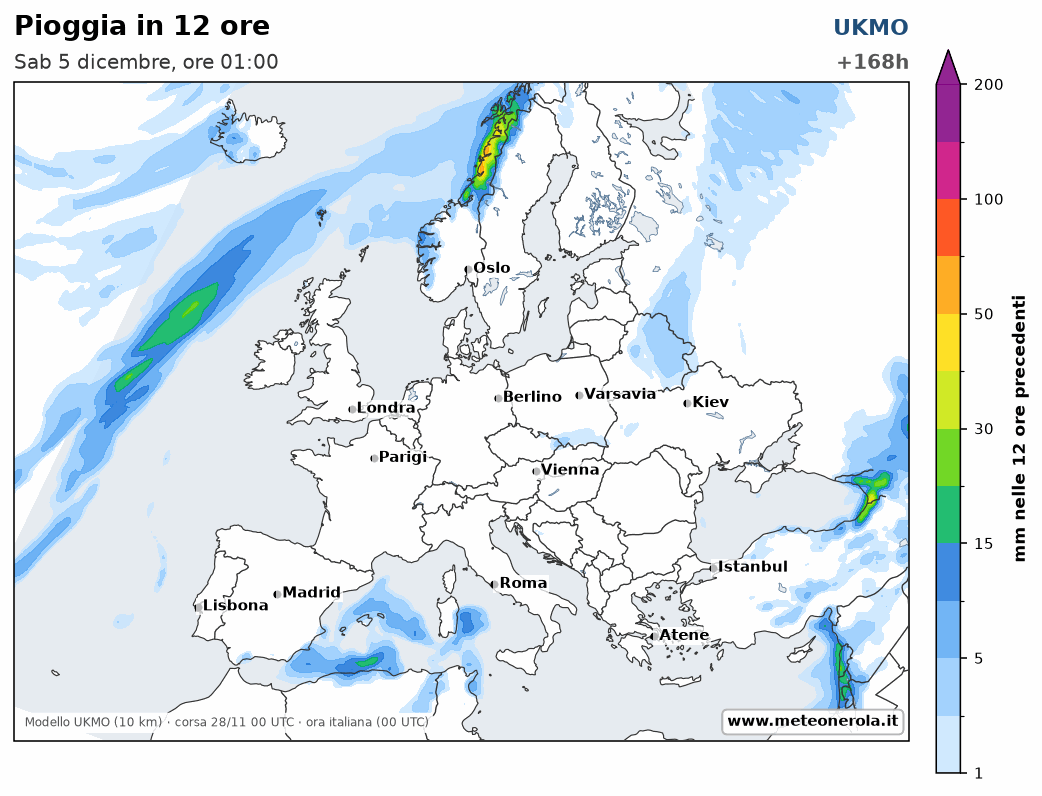 Pioggia in 12 ore
UKMO
Sab 5 dicembre, ore 01:00
+168h
200
100
50
30
15
5
1
mm nelle 12 ore precedenti
Oslo
Berlino
Varsavia
Kiev
Londra
Parigi
Vienna
Istanbul
Roma
Madrid
Lisbona
Atene
Modello UKMO (10 km) · corsa 28/11 00 UTC · ora italiana (00 UTC)
www.meteonerola.it